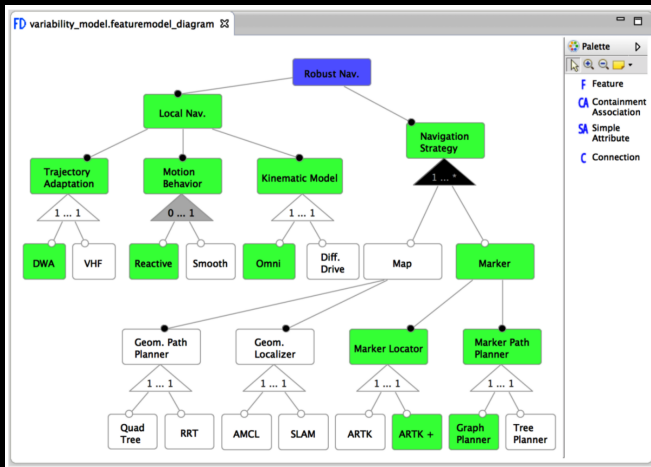 FD variability_model.featuremodel_diagram
Palette
Robust Nav.
F Feature
CA Containment
Association
SA Simple
Attribute
C Connection
Local Nav.
Navigation
Strategy
1 ... *
Trajectory
Adaptation
Motion
Behavior
Kinematic Model
1 ... 1
0 ... 1
1 ... 1
DWA
VHF
Reactive
Smooth
Omni
Diff.
Drive
Map
Marker
Geom. Path
Planner
Geom.
Localizer
Marker Locator
Marker Path
Planner
1 ... 1
1 ... 1
1 ... 1
1 ... 1
Quad
Tree
RRT
AMCL
SLAM
ARTK
ARTK +
Graph
Planner
Tree
Planner